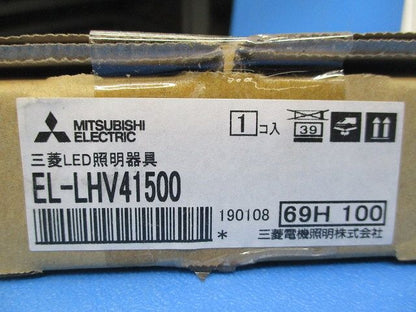 MITSUBISHI
ELECTRIC
1コ入
39
三菱LED照明器具
EL-LHV41500
190108
69H 100
*
三菱電機照明株式会社